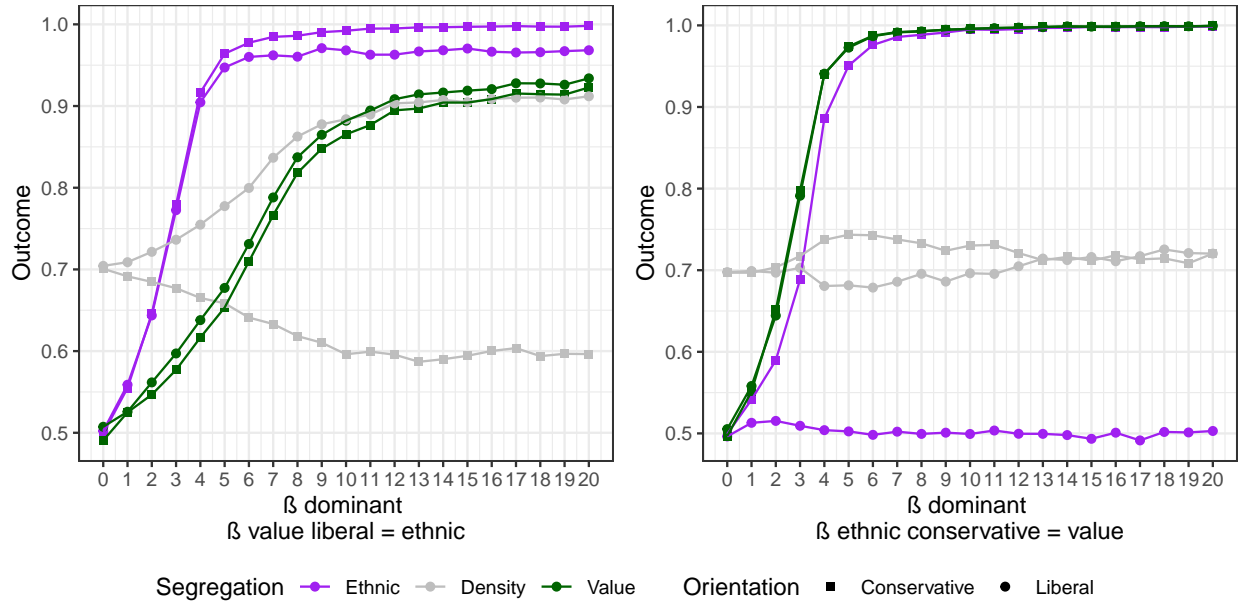 1.0
0.9
0.8
0.7
0.6
0.5
Outcome
0 1 2 3 4 5 6 7 8 9 10 11 12 13 14 15 16 17 18 19 20
ß dominant
ß value liberal = ethnic
1.0
0.9
0.8
0.7
0.6
0.5
Outcome
0 1 2 3 4 5 6 7 8 9 10 11 12 13 14 15 16 17 18 19 20
ß dominant
ß ethnic conservative = value
Segregation Ethnic Density Value Orientation Conservative Liberal